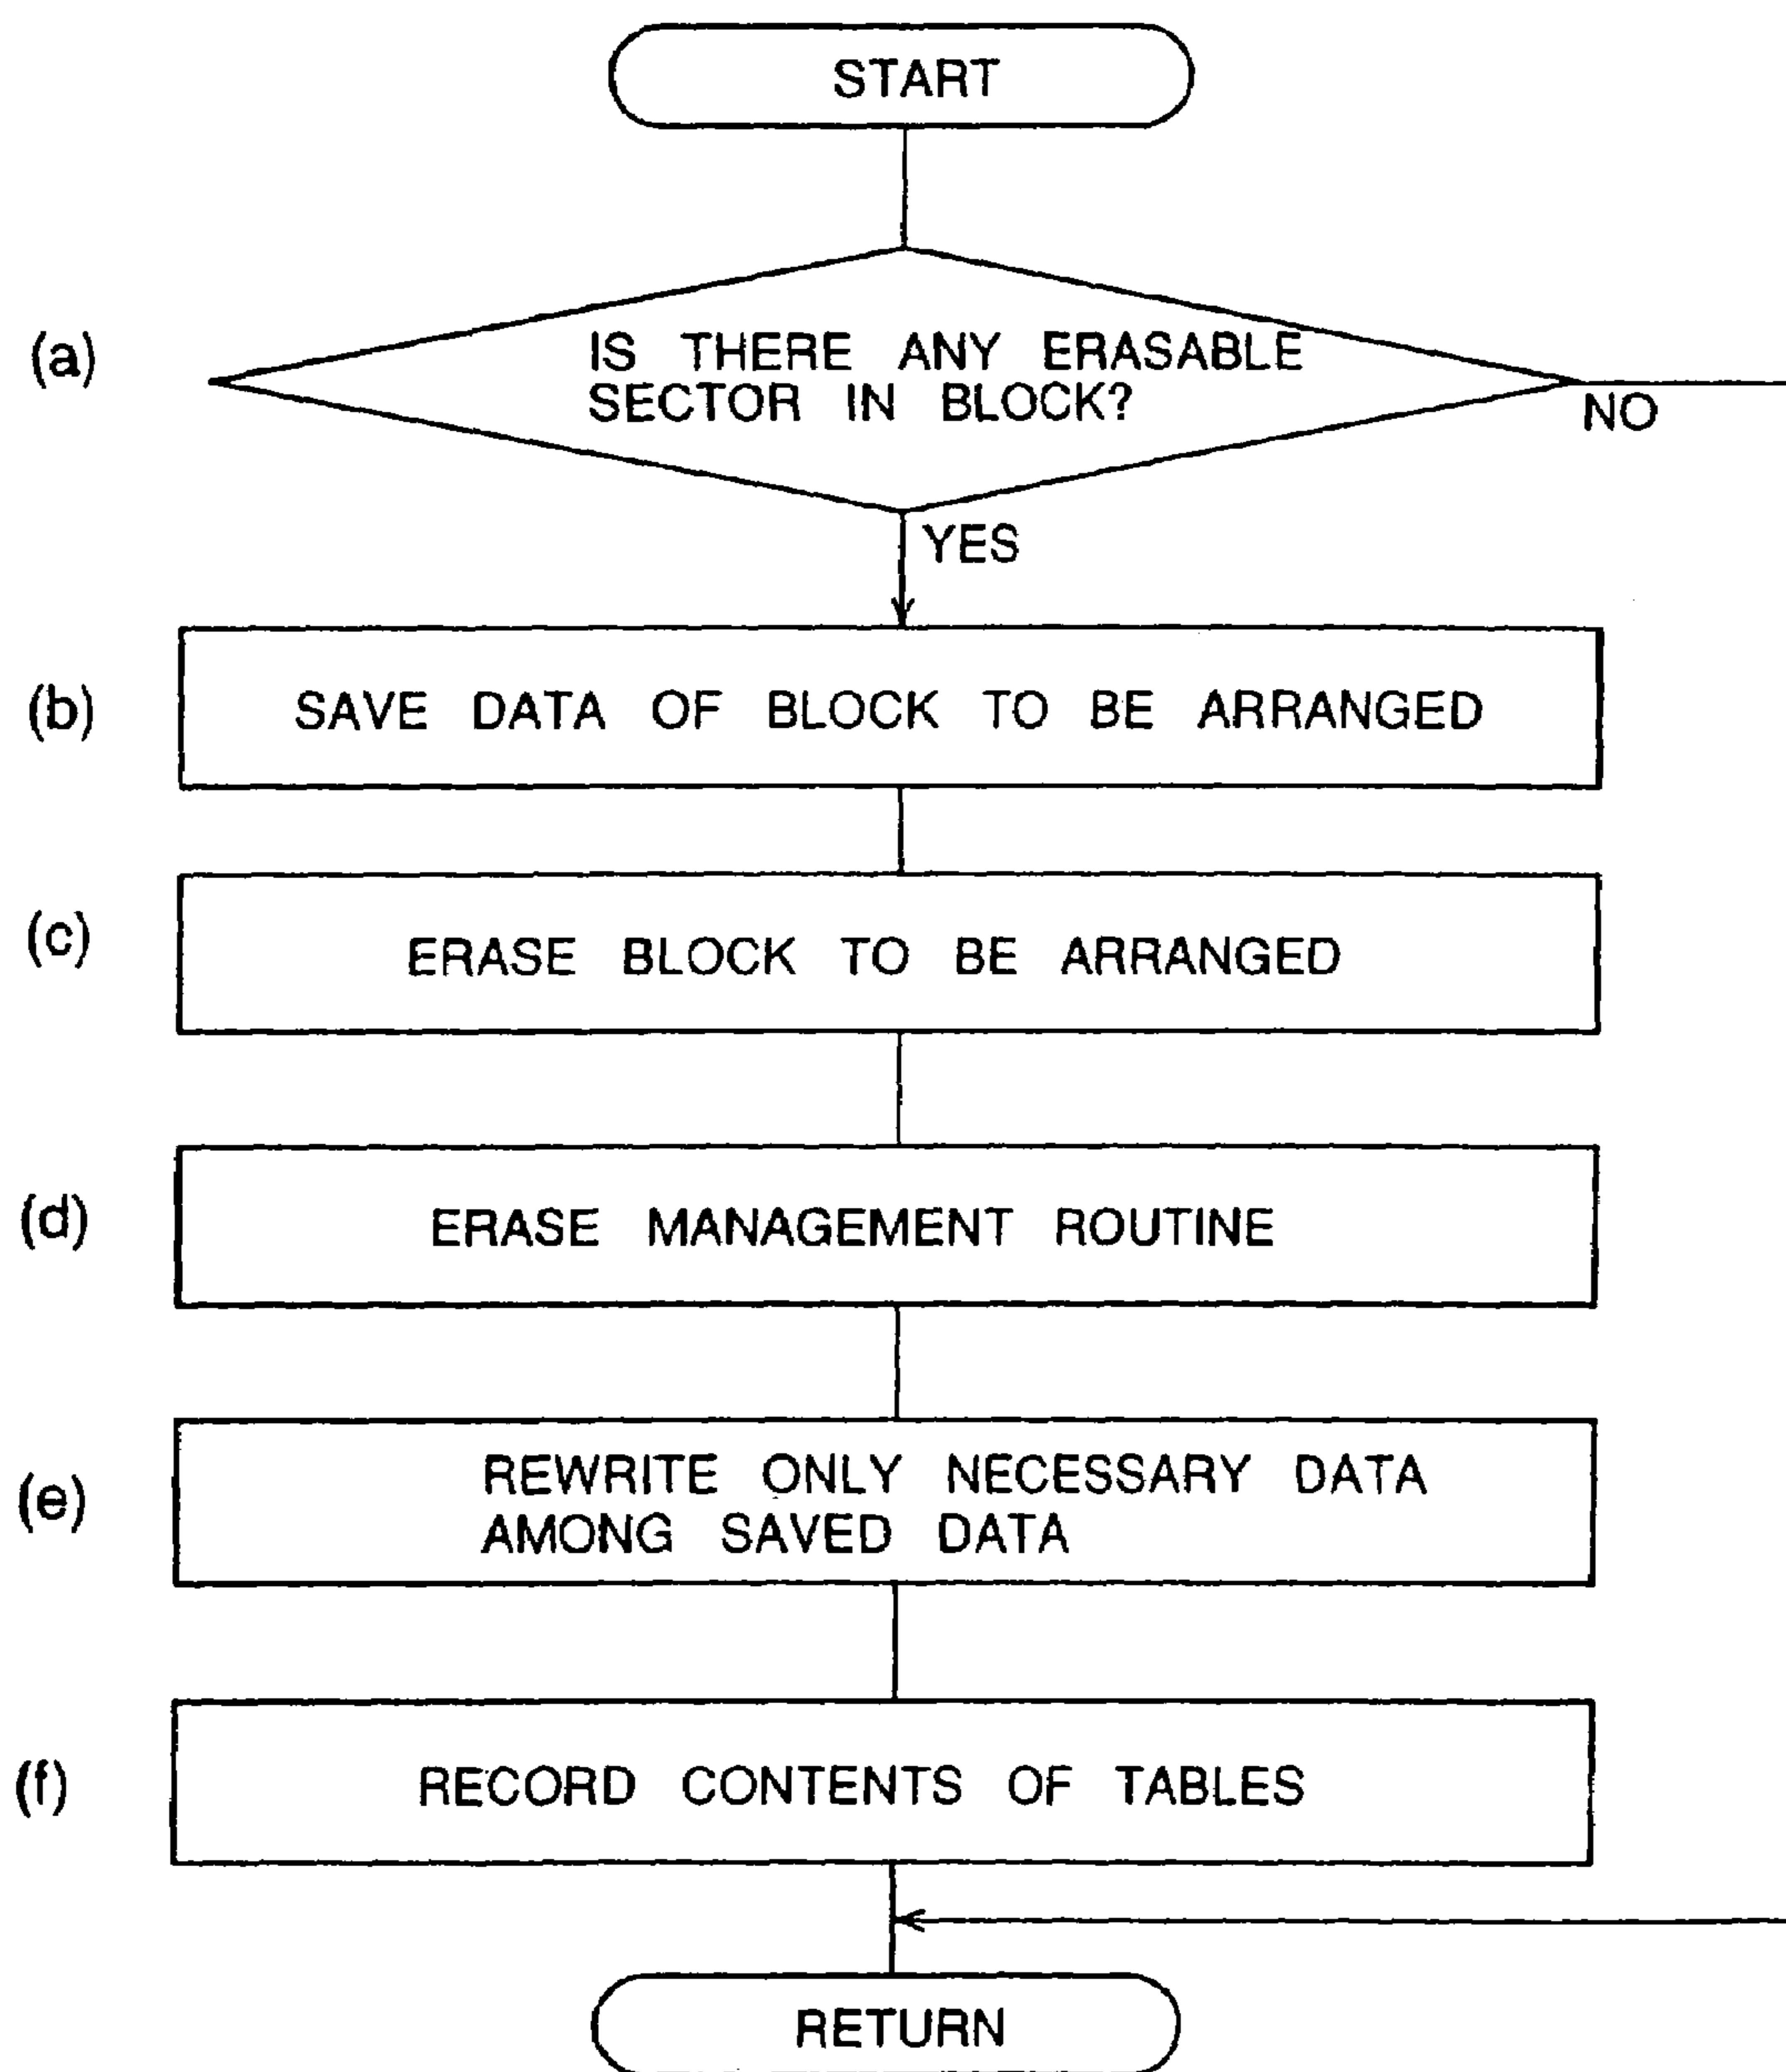 START
(a)
IS THERE ANY ERASABLE
SECTOR IN BLOCK?
NO
YES
(b)
SAVE DATA OF BLOCK TO BE ARRANGED
(c)
ERASE BLOCK TO BE ARRANGED
(d)
ERASE MANAGEMENT ROUTINE
(e)
REWRITE ONLY NECESSARY DATA
AMONG SAVED DATA
(f)
RECORD CONTENTS OF TABLES
RETURN